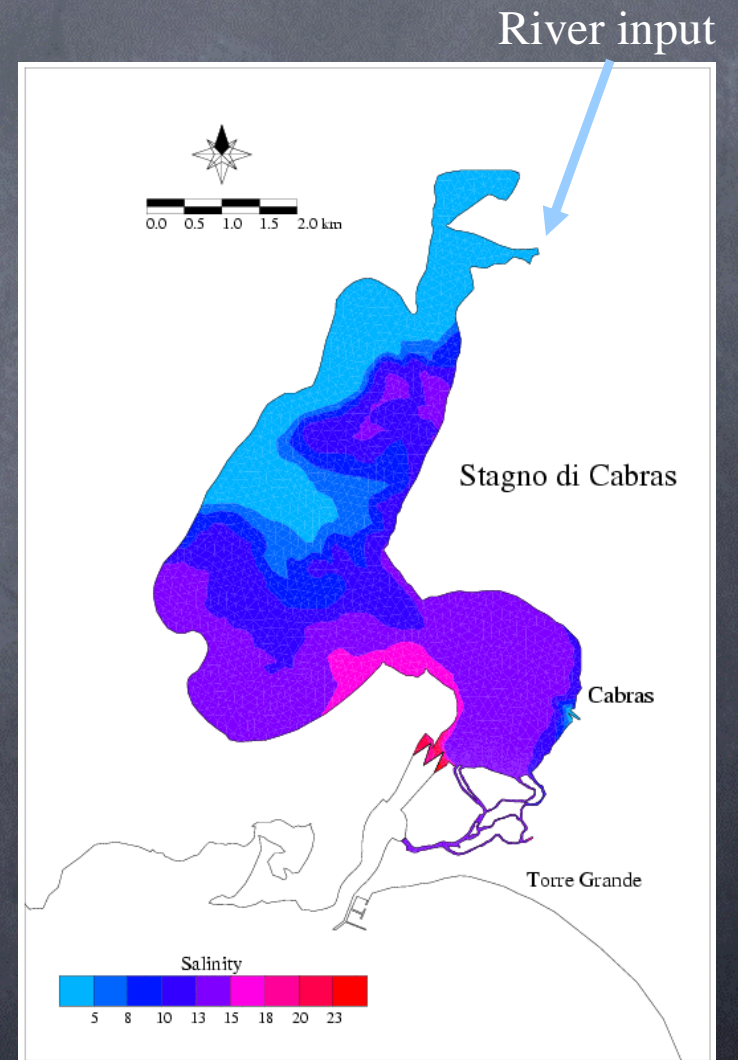 River input
0.0 0.5 1.0 1.5 2.0 km
Stagno di Cabras
Cabras
Torre Grande
Salinity
5 8 10 13 15 18 20 23